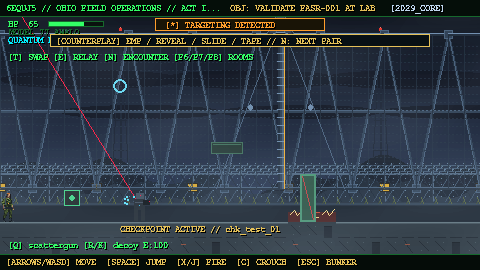 6EQUJ5 // OHIO FIELD OPERATIONS // ACT I... OBJ: VALIDATE FASR-001 AT LAB [2029_CORE]
HP 65
[*] TARGETING DETECTED
QUANTUM
[COUNTERPLAY] EMP / REVEAL / SLIDE / TAPE // N: NEXT PAIR
[T] SWAP [E] RELAY [N] ENCOUNTER [F6/F7/F8] ROOMS
CHECKPOINT ACTIVE // chk_test_01
[Q] scattergun [R/K] decoy E:100
[ARROWS/WASD] MOVE [SPACE] JUMP [X/J] FIRE [C] CROUCH [ESC] BUNKER